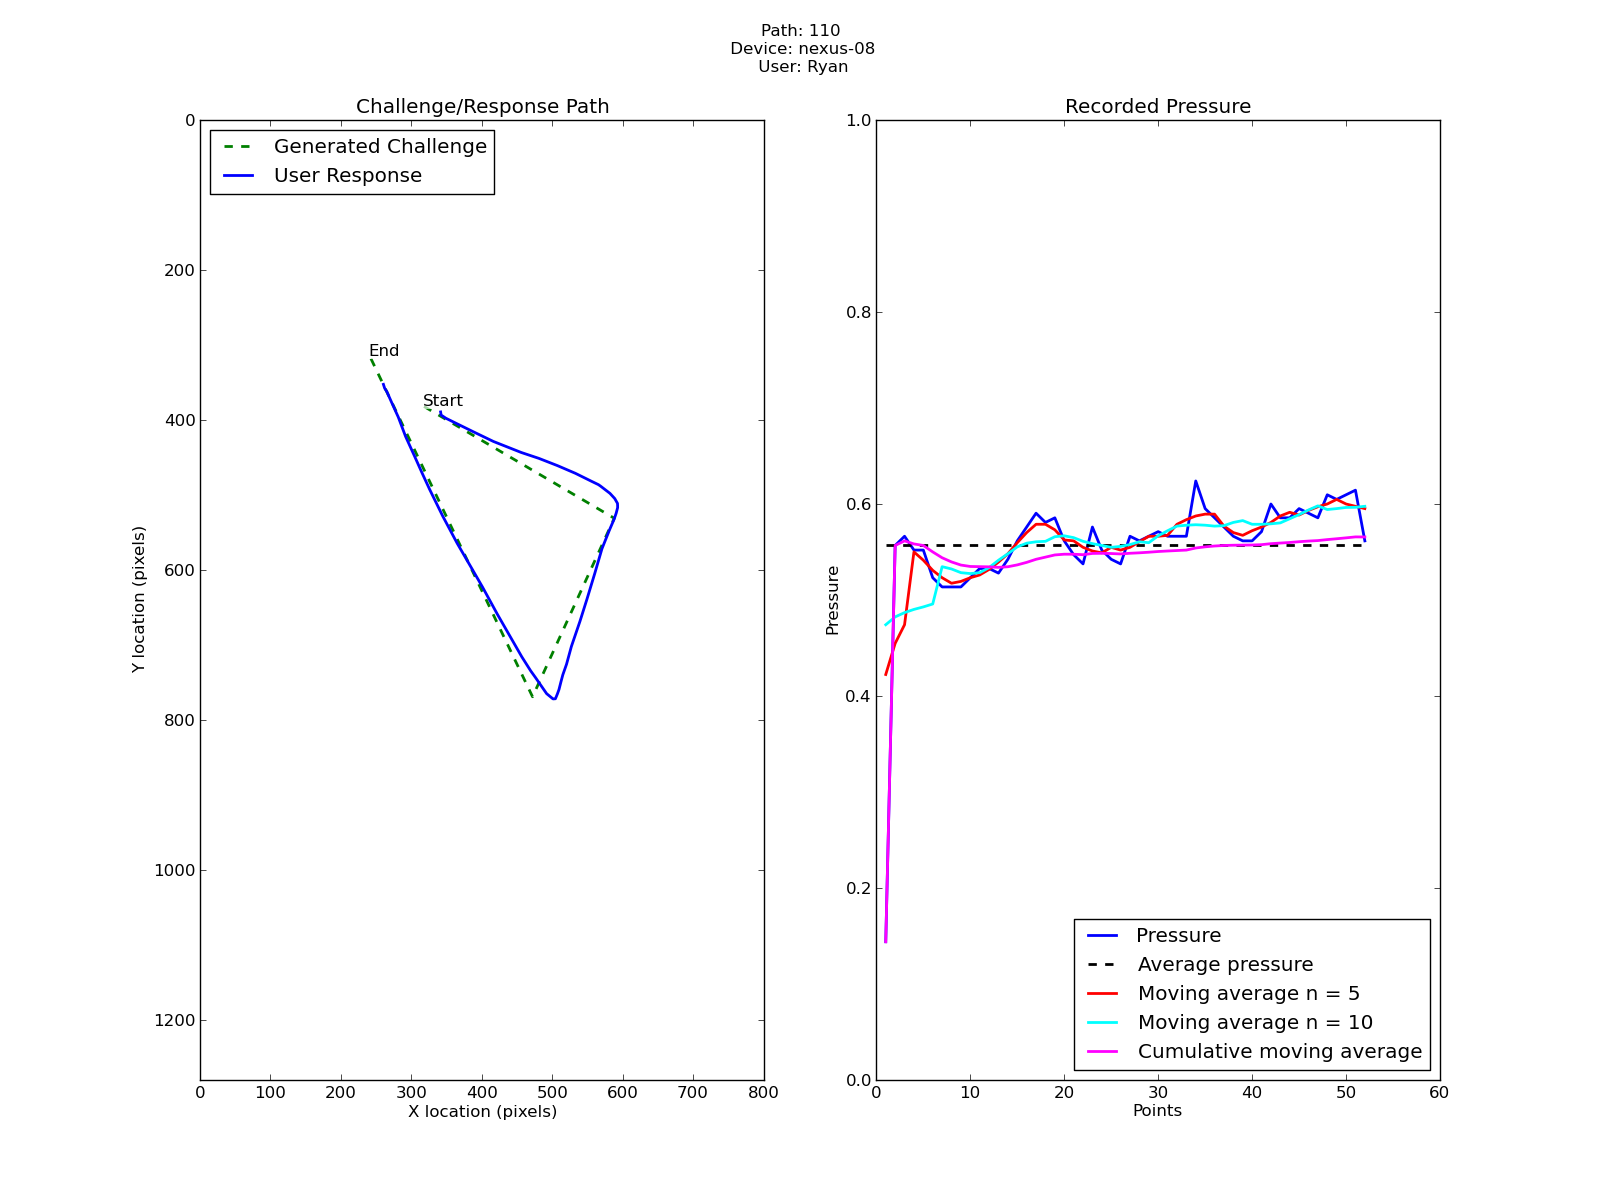 Path: 110
Device: nexus-08
User: Ryan
Challenge/Response Path
Generated Challenge
User Response
End
Start
0
200
400
600
800
1000
1200
Y location (pixels)
0 100 200 300 400 500 600 700 800
X location (pixels)
Recorded Pressure
1.0
0.8
0.6
0.4
0.2
0.0
Pressure
Pressure
Average pressure
Moving average n = 5
Moving average n = 10
Cumulative moving average
0 10 20 30 40 50 60
Points